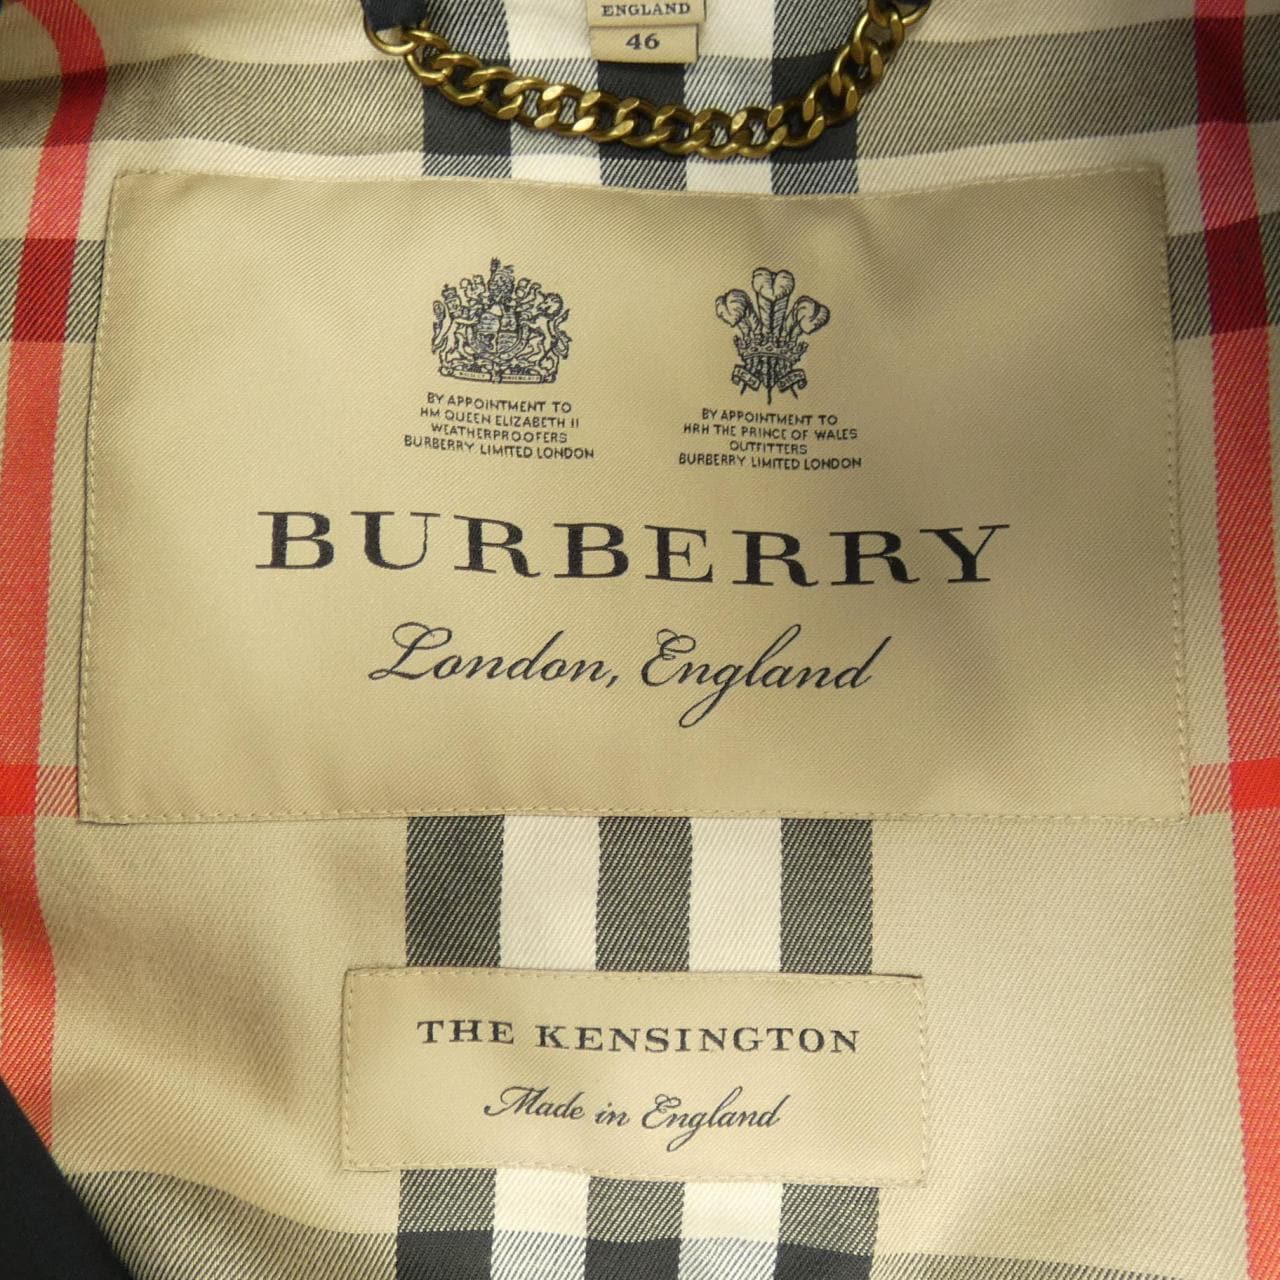 ENGLAND
46
BY APPOINTMENT TO
HM QUEEN ELIZABETH II
WEATHERPROOFERS
BURBERRY LIMITED LONDON
BY APPOINTMENT TO
HRH THE PRINCE OF WALES
OUTFITTERS
BURBERRY LIMITED LONDON
BURBERRY
London, England
THE KENSINGTON
Made in England